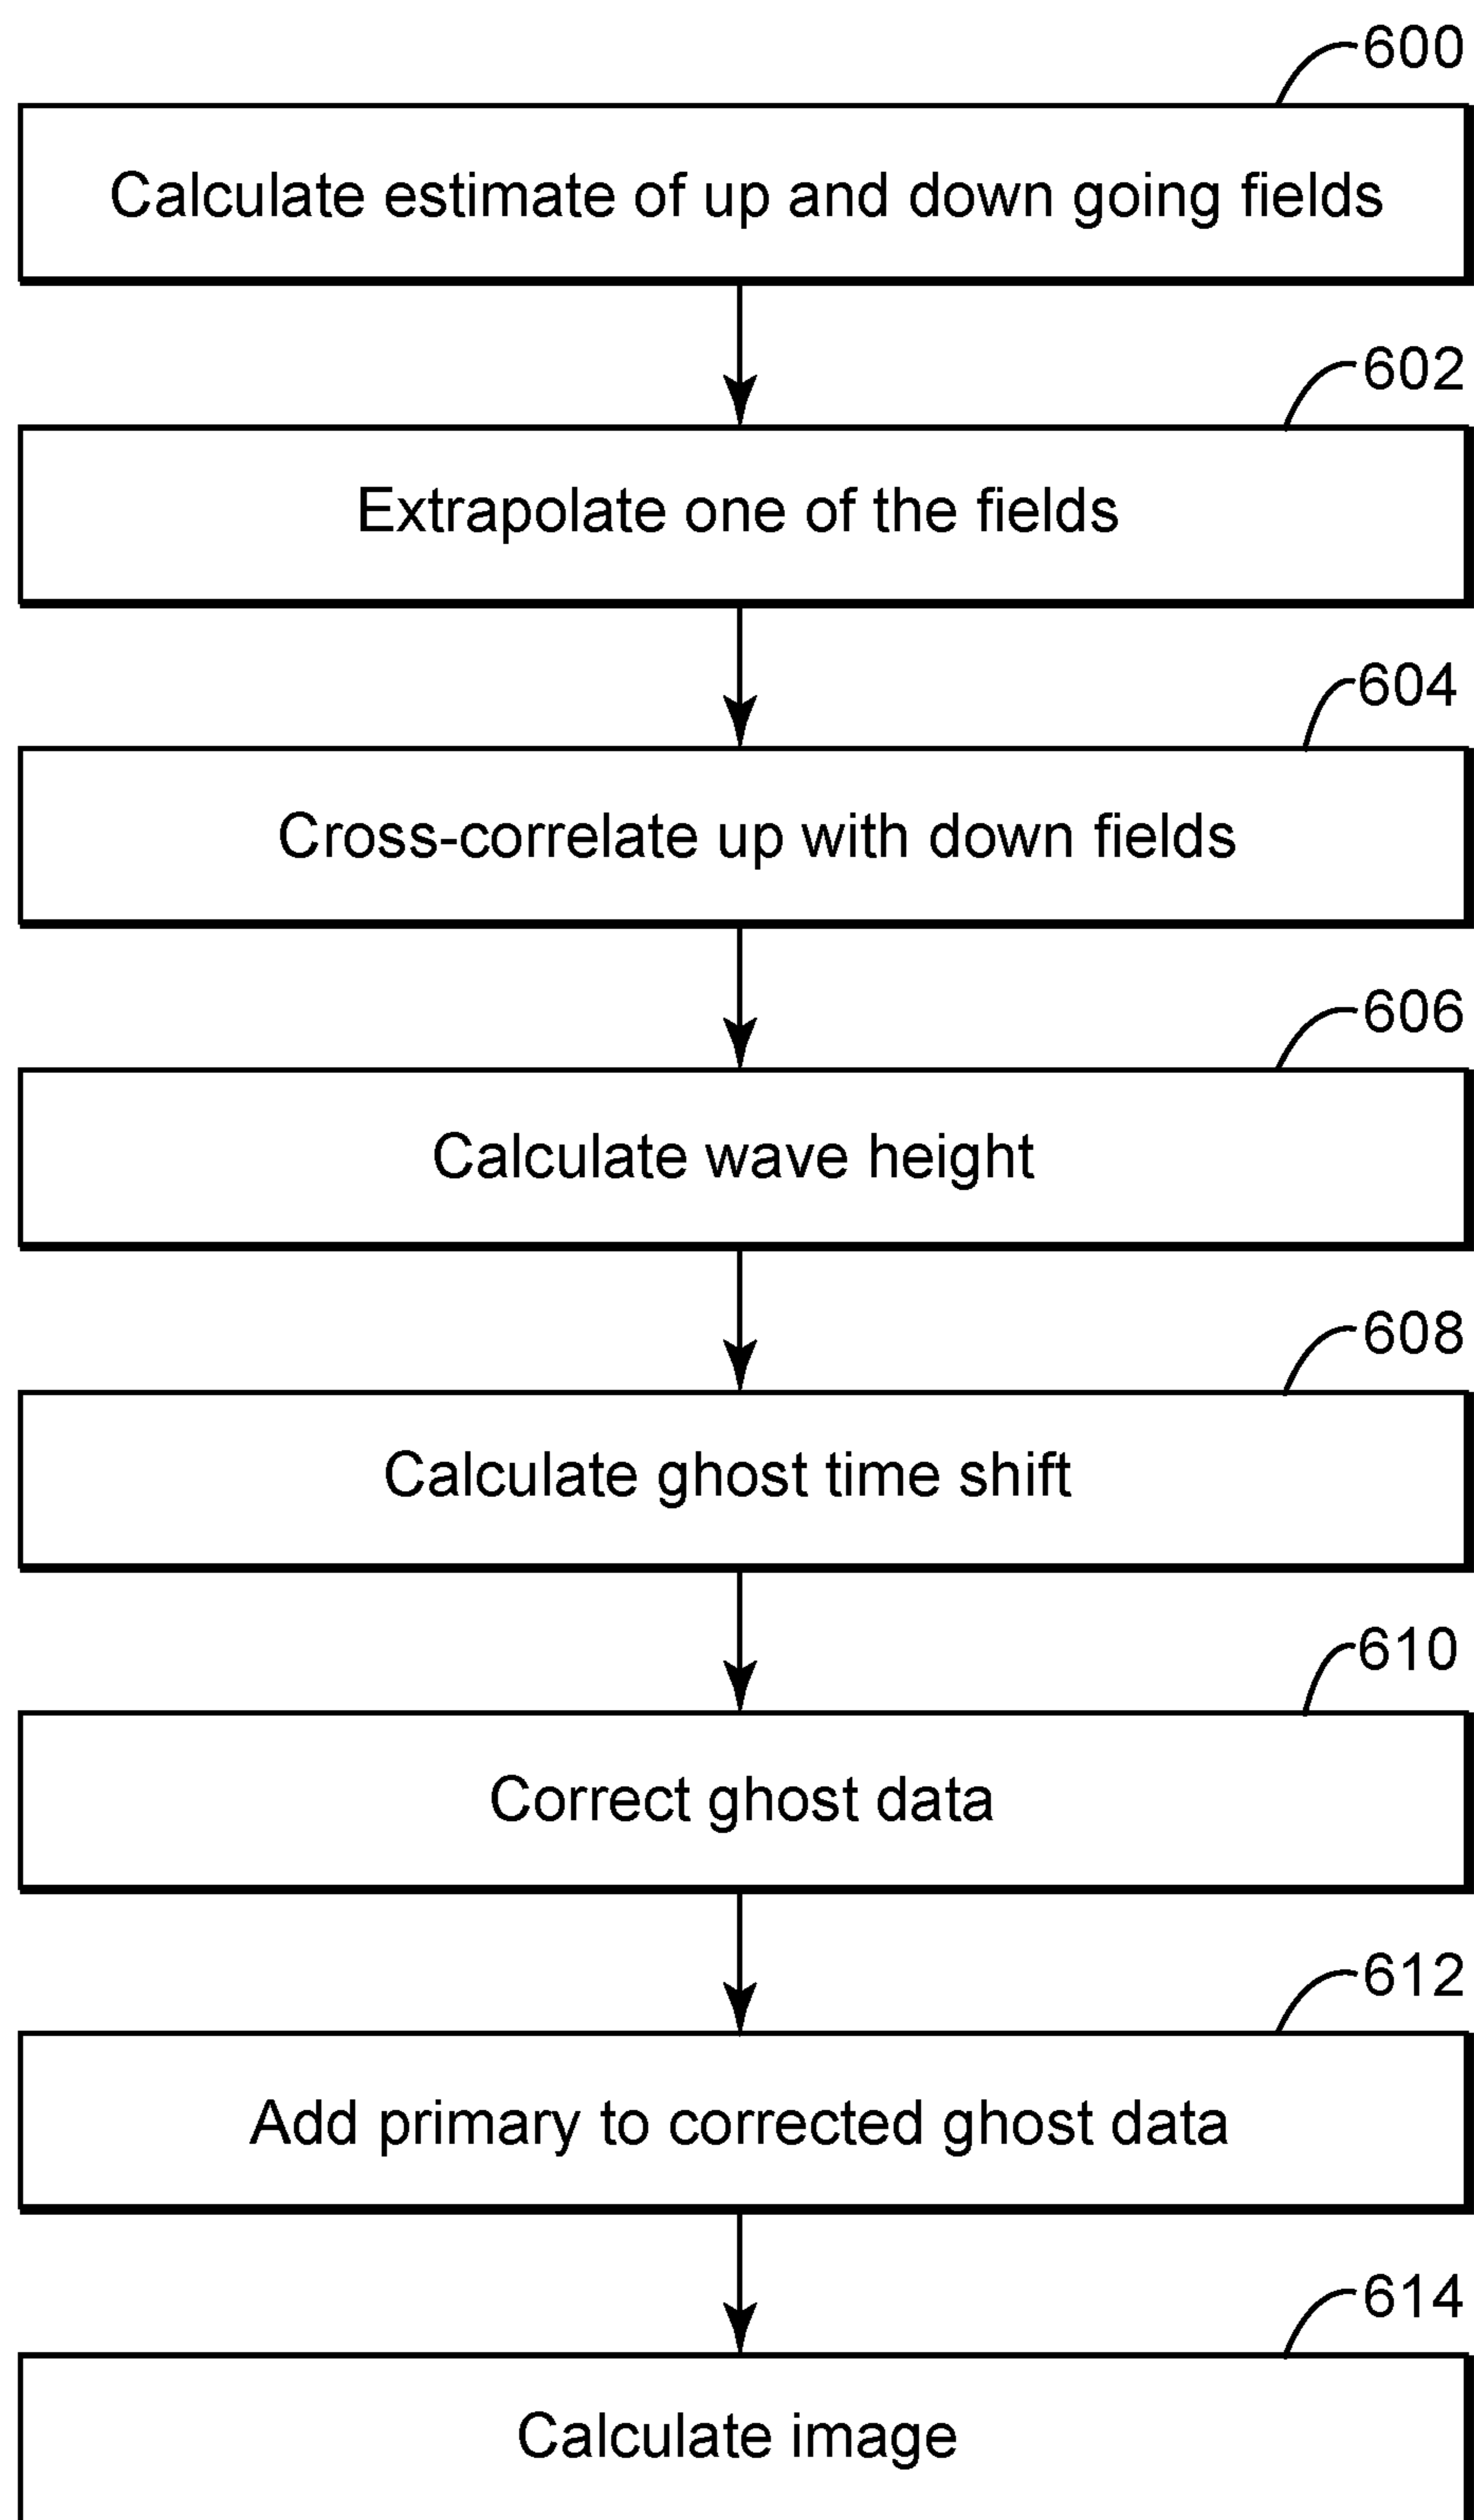 600
Calculate estimate of up and down going fields
602
Extrapolate one of the fields
604
Cross-correlate up with down fields
606
Calculate wave height
608
Calculate ghost time shift
610
Correct ghost data
612
Add primary to corrected ghost data
614
Calculate image